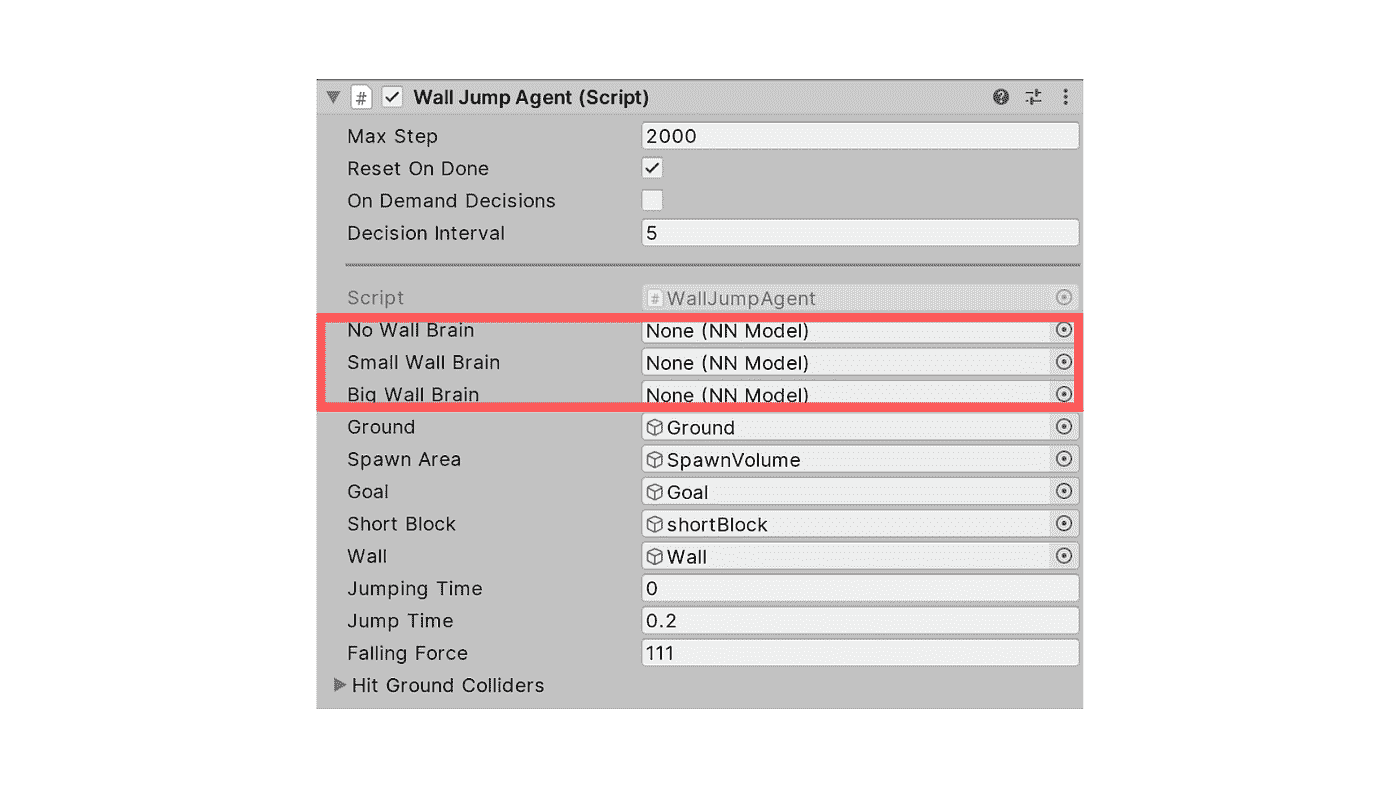 Wall Jump Agent (Script)
Max Step 2000
Reset On Done
On Demand Decisions
Decision Interval 5
Script # WallJumpAgent
No Wall Brain None (NN Model)
Small Wall Brain None (NN Model)
Big Wall Brain None (NN Model)
Ground Ground
Spawn Area SpawnVolume
Goal Goal
Short Block shortBlock
Wall Wall
Jumping Time 0
Jump Time 0.2
Falling Force 111
Hit Ground Colliders